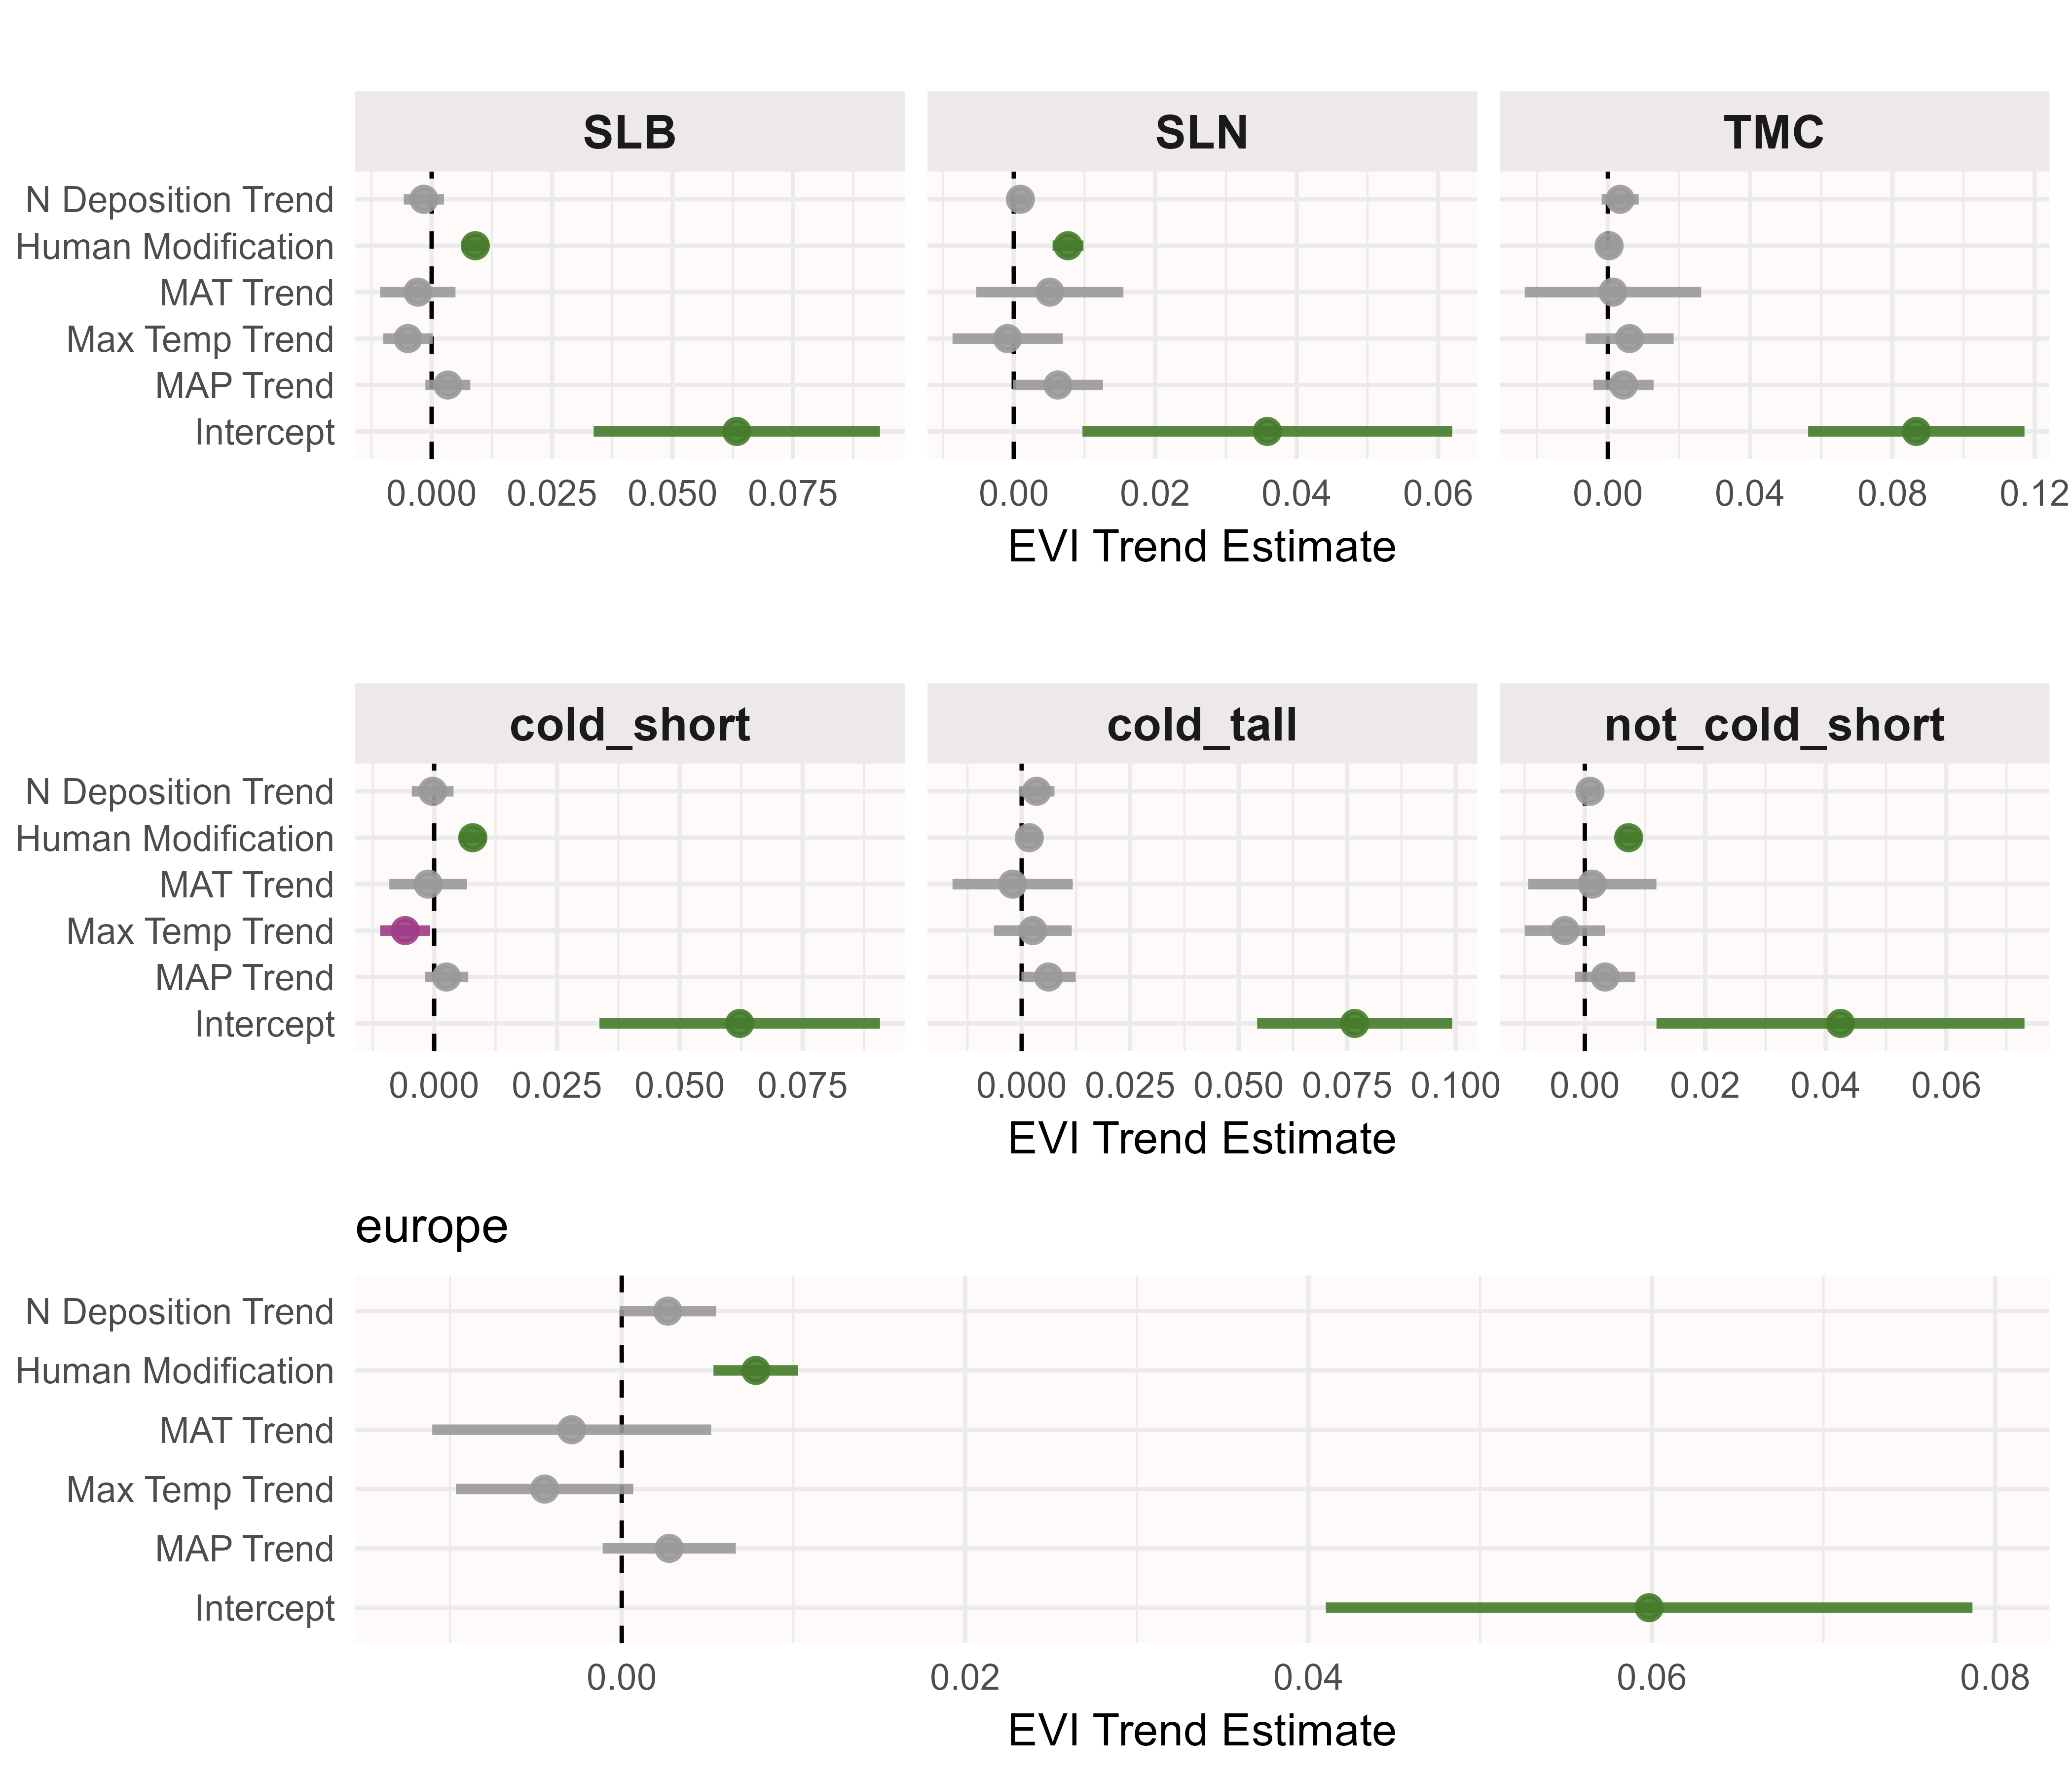 SLB SLN TMC
N Deposition Trend
Human Modification
MAT Trend
Max Temp Trend
MAP Trend
Intercept
0.000 0.025 0.050 0.075 0.00 0.02 0.04 0.06 0.00 0.04 0.08 0.12
EVI Trend Estimate
cold_short cold_tall not_cold_short
N Deposition Trend
Human Modification
MAT Trend
Max Temp Trend
MAP Trend
Intercept
0.000 0.025 0.050 0.075 0.000 0.025 0.050 0.075 0.100 0.00 0.02 0.04 0.06
EVI Trend Estimate
europe
N Deposition Trend
Human Modification
MAT Trend
Max Temp Trend
MAP Trend
Intercept
0.00 0.02 0.04 0.06 0.08
EVI Trend Estimate